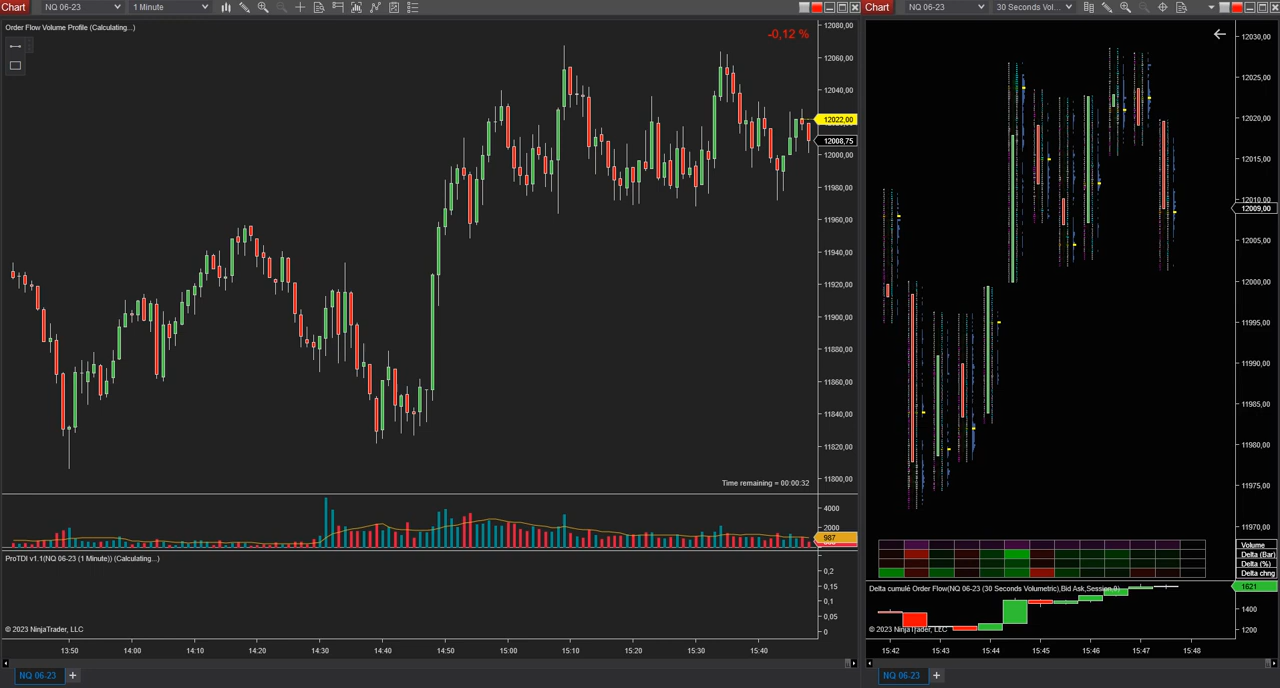 Chart NQ 06-23 1 Minute
Order Flow Volume Profile (Calculating...)
-0,12 %
12080,00
12060,00
12040,00
12022,00
12008,75
12000,00
11980,00
11960,00
11940,00
11920,00
11900,00
11880,00
11860,00
11840,00
11820,00
11800,00
Time remaining = 00:00:32
4000
2000
987
ProTDI v1.1(NQ 06-23 (1 Minute)) (Calculating...)
0,2
0,15
0,1
0,05
0
© 2023 NinjaTrader, LLC
13:50 14:00 14:10 14:20 14:30 14:40 14:50 15:00 15:10 15:20 15:30 15:40
NQ 06-23 +
Chart NQ 06-23 30 Seconds Vol...
12030,00
12025,00
12020,00
12015,00
12010,00
12009,00
12005,00
12000,00
11995,00
11990,00
11985,00
11980,00
11975,00
11970,00
Volume
Delta (Bar)
Delta (%)
Delta chng
Delta cumulé Order Flow(NQ 06-23 (30 Seconds Volumetric),Bid Ask,Session,0)
1621
1400
1200
© 2023 NinjaTrader, LLC
15:42 15:43 15:44 15:45 15:46 15:47 15:48
NQ 06-23 +